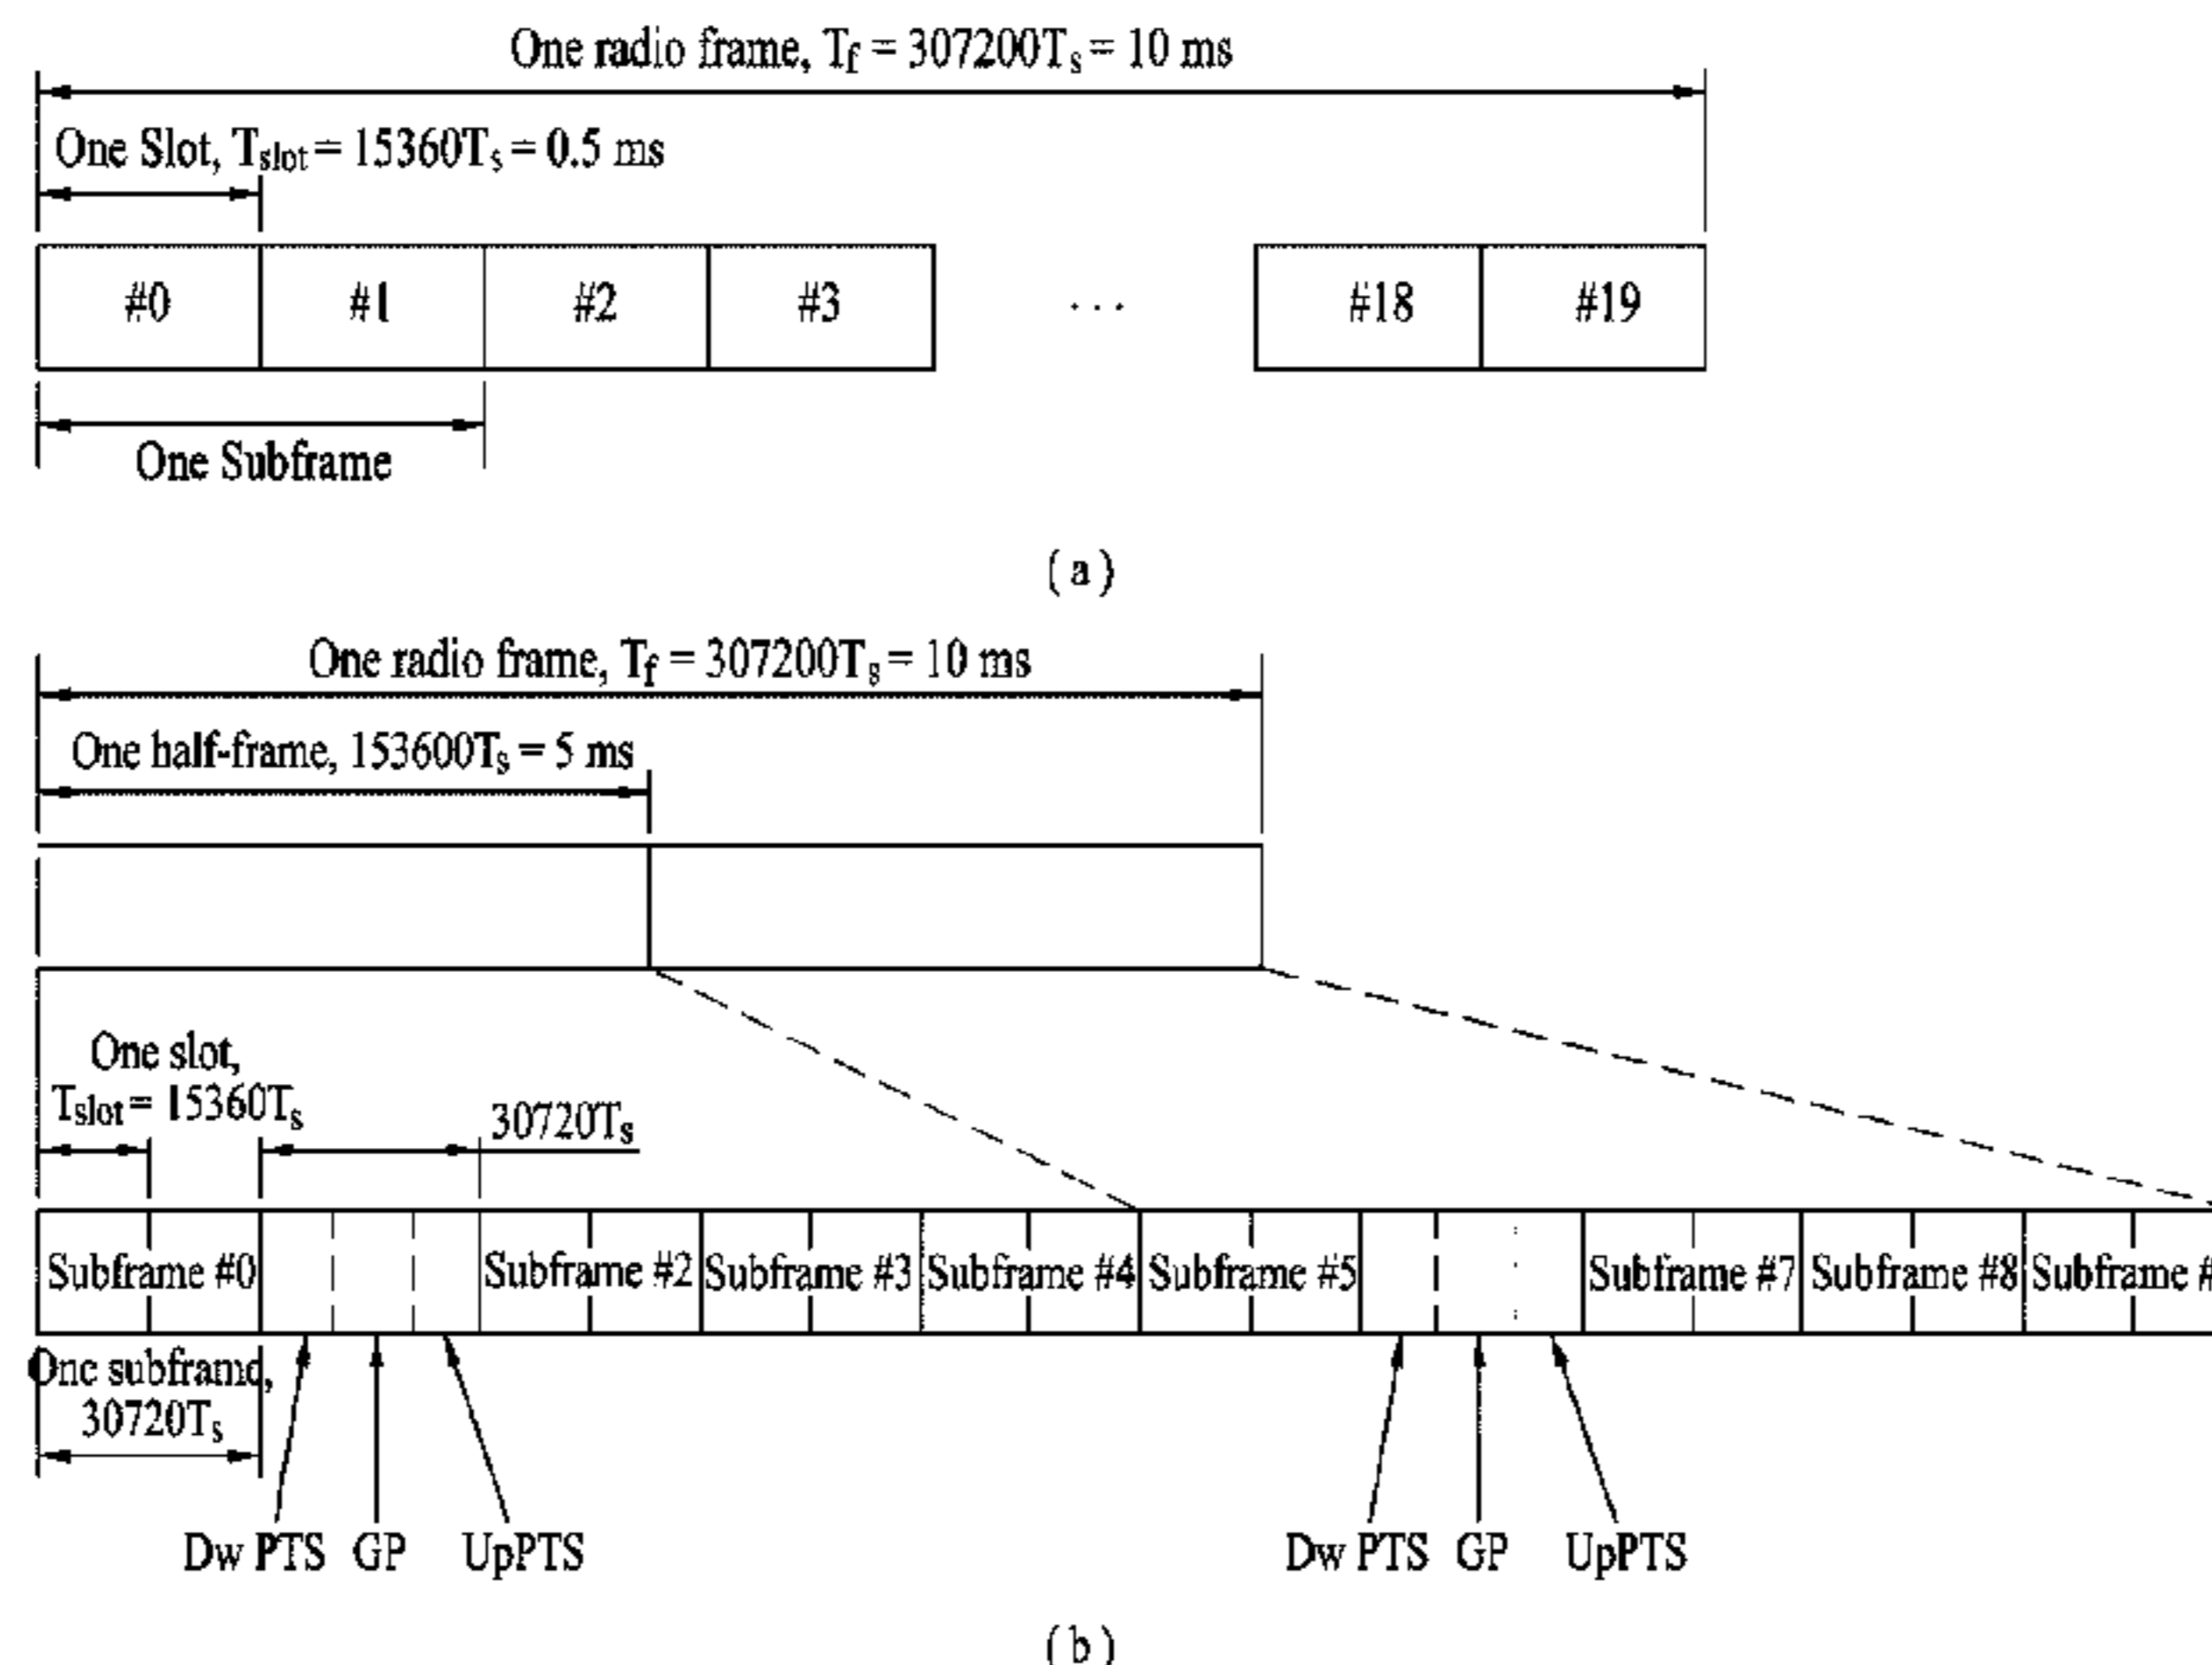 One radio frame, Tf = 307200Ts = 10 ms
One Slot, Tslot = 15360Ts = 0.5 ms
#0 #1 #2 #3 ... #18 #19
One Subframe
(a)
One radio frame, Tf = 307200Ts = 10 ms
One half-frame, 153600Ts = 5 ms
One slot,
Tslot = 15360Ts
30720Ts
Subframe #0 Subframe #2 Subframe #3 Subframe #4 Subframe #5 Subframe #7 Subframe #8 Subframe #
One subframe,
30720Ts
Dw PTS GP UpPTS Dw PTS GP UpPTS
(b)